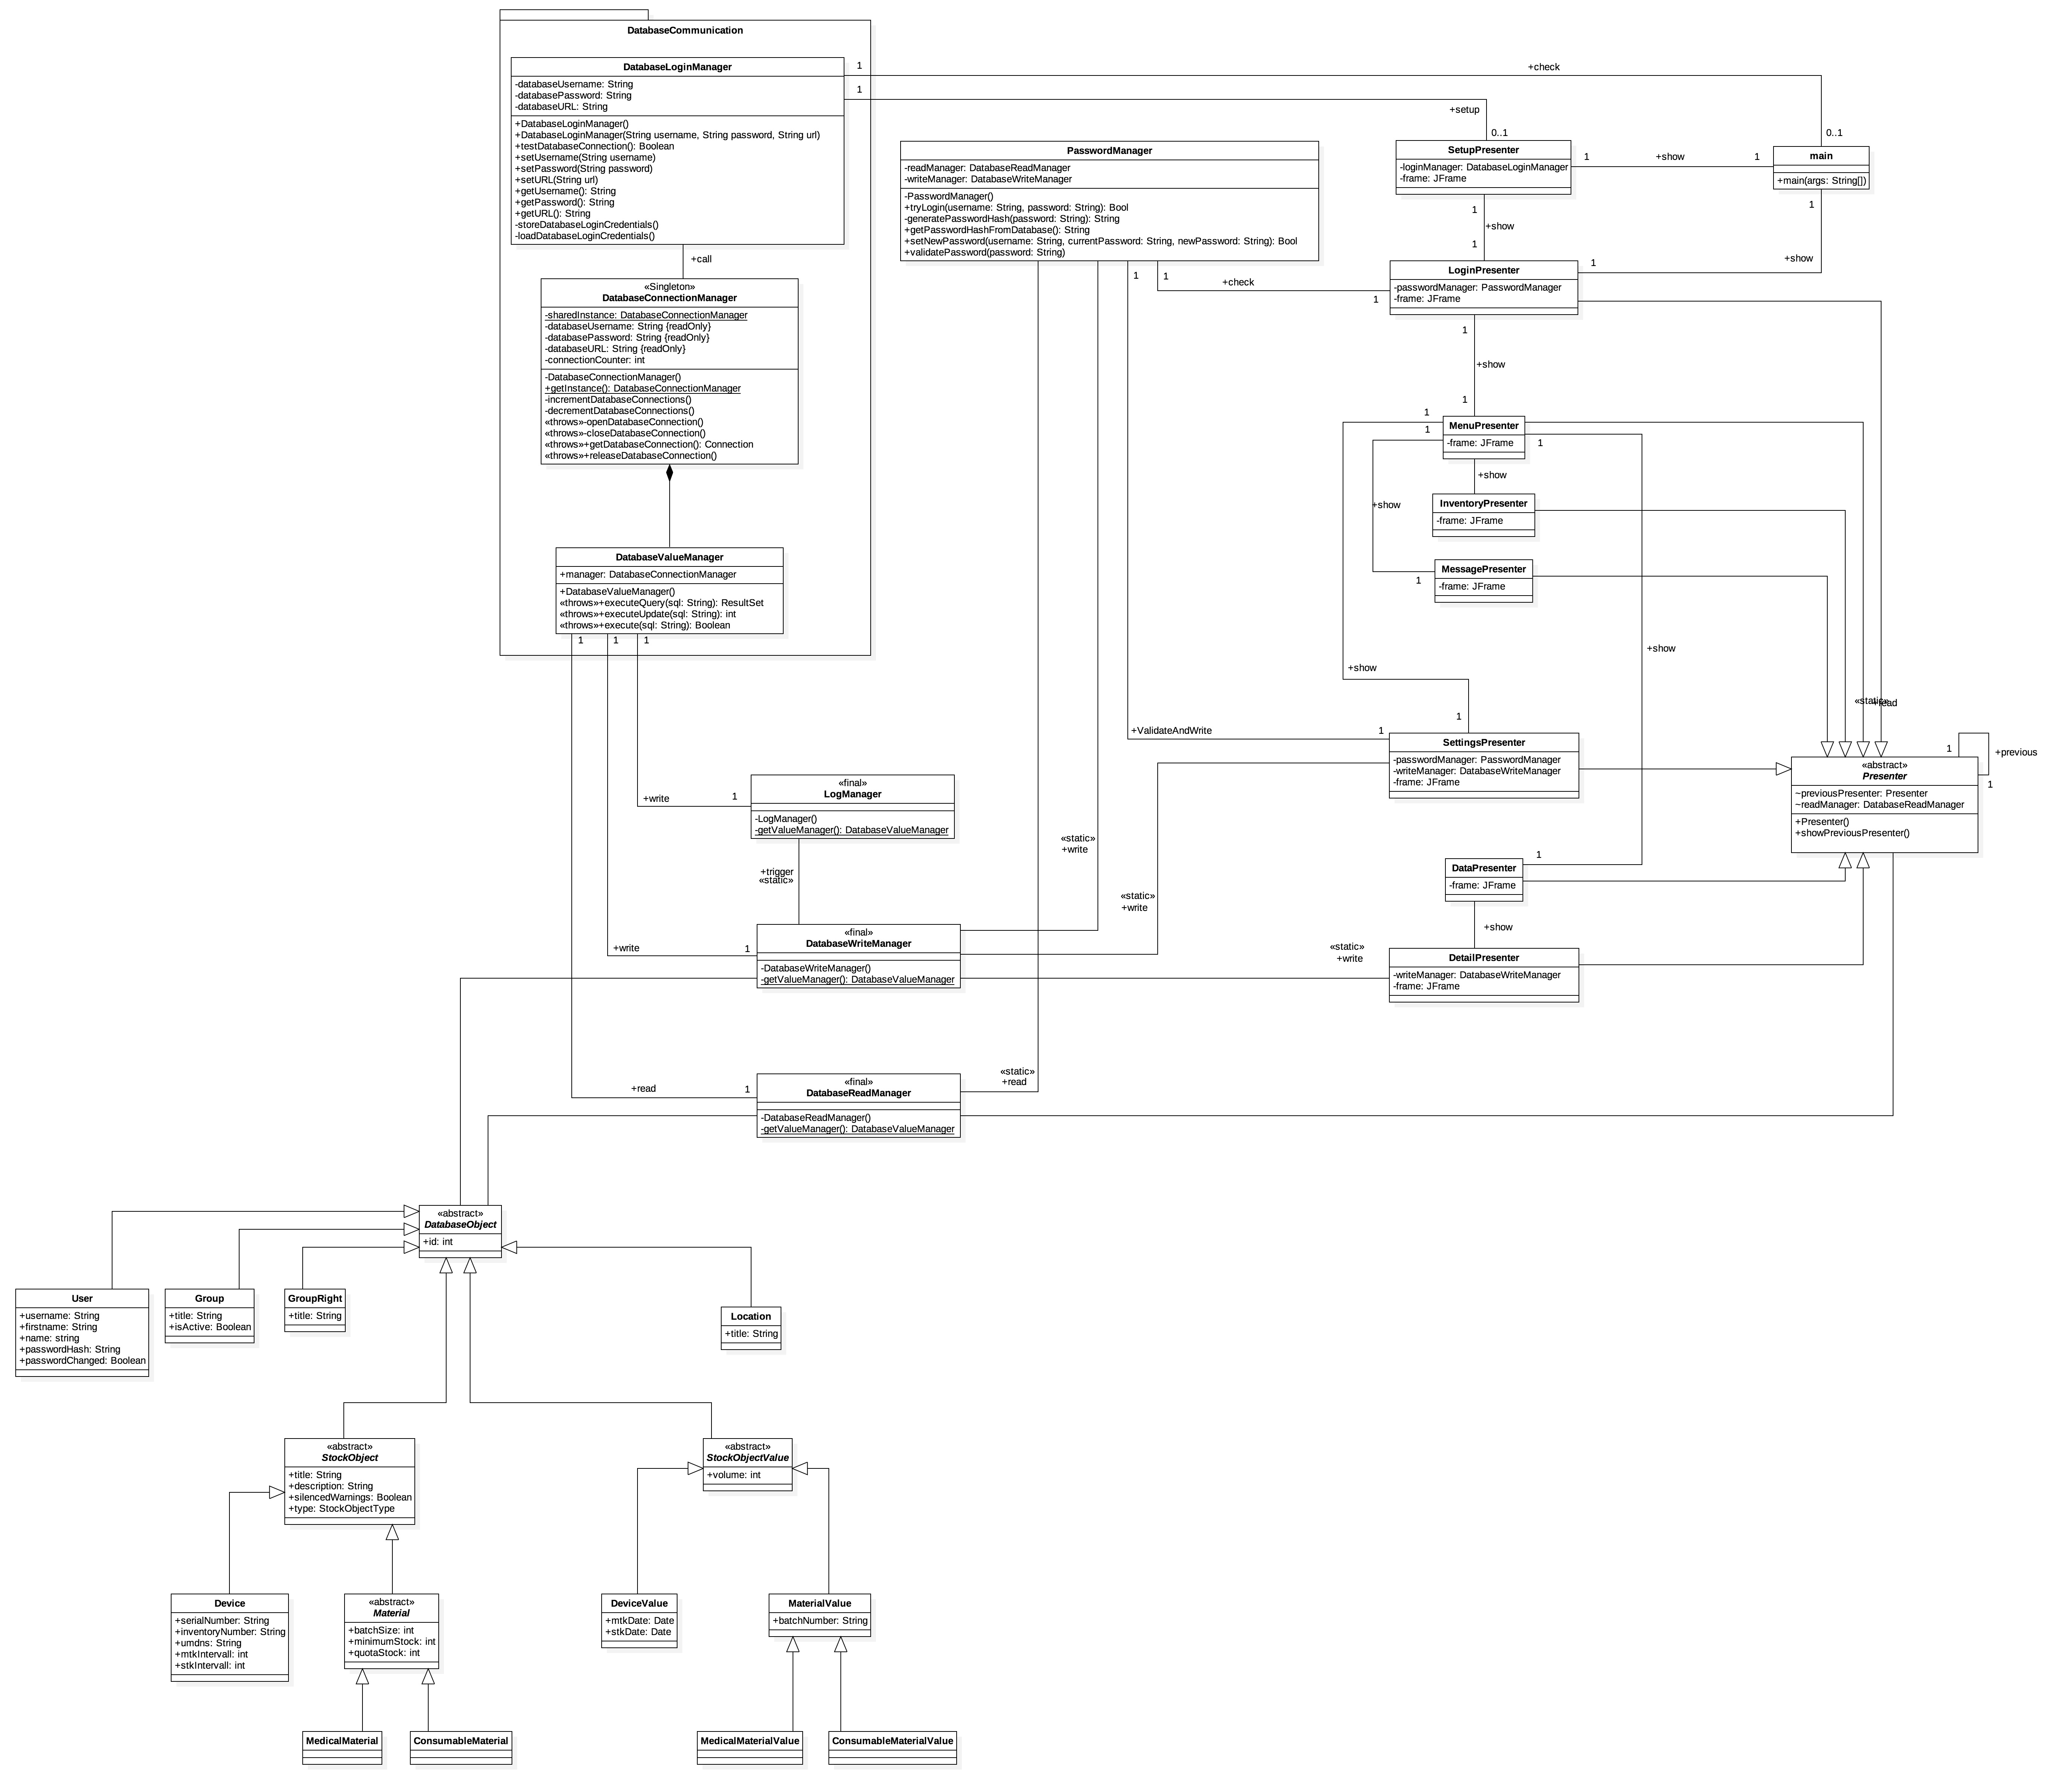 DatabaseCommunication
DatabaseLoginManager
-databaseUsername: String
-databasePassword: String
-databaseURL: String
+DatabaseLoginManager()
+DatabaseLoginManager(String username, String password, String url)
+testDatabaseConnection(): Boolean
+setUsername(String username)
+setPassword(String password)
+setURL(String url)
+getUsername(): String
+getPassword(): String
+getURL(): String
-storeDatabaseLoginCredentials()
-loadDatabaseLoginCredentials()
1
+check
0..1
1
+setup
0..1
+call
«Singleton»
DatabaseConnectionManager
-sharedInstance: DatabaseConnectionManager
-databaseUsername: String {readOnly}
-databasePassword: String {readOnly}
-databaseURL: String {readOnly}
-connectionCounter: int
-DatabaseConnectionManager()
+getInstance(): DatabaseConnectionManager
-incrementDatabaseConnections()
-decrementDatabaseConnections()
«throws»-openDatabaseConnection()
«throws»-closeDatabaseConnection()
«throws»+getDatabaseConnection(): Connection
«throws»+releaseDatabaseConnection()
DatabaseValueManager
+manager: DatabaseConnectionManager
+DatabaseValueManager()
«throws»+executeQuery(sql: String): ResultSet
«throws»+executeUpdate(sql: String): int
«throws»+execute(sql: String): Boolean
1
1
1
PasswordManager
-readManager: DatabaseReadManager
-writeManager: DatabaseWriteManager
-PasswordManager()
+tryLogin(username: String, password: String): Bool
-generatePasswordHash(password: String): String
+getPasswordHashFromDatabase(): String
+setNewPassword(username: String, currentPassword: String, newPassword: String): Bool
+validatePassword(password: String)
1
1
+check
1
SetupPresenter
-loginManager: DatabaseLoginManager
-frame: JFrame
1
+show
1
main
+main(args: String[])
1
+show
1
1
+show
1
LoginPresenter
-passwordManager: PasswordManager
-frame: JFrame
1
+show
1
MenuPresenter
-frame: JFrame
1
1
1
+show
InventoryPresenter
-frame: JFrame
+show
MessagePresenter
-frame: JFrame
1
+show
+show
1
«static»
+read
+ValidateAndWrite
1
SettingsPresenter
-passwordManager: PasswordManager
-writeManager: DatabaseWriteManager
-frame: JFrame
«abstract»
Presenter
~previousPresenter: Presenter
~readManager: DatabaseReadManager
+Presenter()
+showPreviousPresenter()
1
+previous
1
+write
1
«final»
LogManager
-LogManager()
-getValueManager(): DatabaseValueManager
+trigger
«static»
«static»
+write
«static»
+write
1
DataPresenter
-frame: JFrame
+show
+write
1
«final»
DatabaseWriteManager
-DatabaseWriteManager()
-getValueManager(): DatabaseValueManager
«static»
+write
DetailPresenter
-writeManager: DatabaseWriteManager
-frame: JFrame
+read
1
«final»
DatabaseReadManager
-DatabaseReadManager()
-getValueManager(): DatabaseValueManager
«static»
+read
«abstract»
DatabaseObject
+id: int
User
+username: String
+firstname: String
+name: string
+passwordHash: String
+passwordChanged: Boolean
Group
+title: String
+isActive: Boolean
GroupRight
+title: String
Location
+title: String
«abstract»
StockObject
+title: String
+description: String
+silencedWarnings: Boolean
+type: StockObjectType
«abstract»
StockObjectValue
+volume: int
Device
+serialNumber: String
+inventoryNumber: String
+umdns: String
+mtkIntervall: int
+stkIntervall: int
«abstract»
Material
+batchSize: int
+minimumStock: int
+quotaStock: int
DeviceValue
+mtkDate: Date
+stkDate: Date
MaterialValue
+batchNumber: String
MedicalMaterial
ConsumableMaterial
MedicalMaterialValue
ConsumableMaterialValue